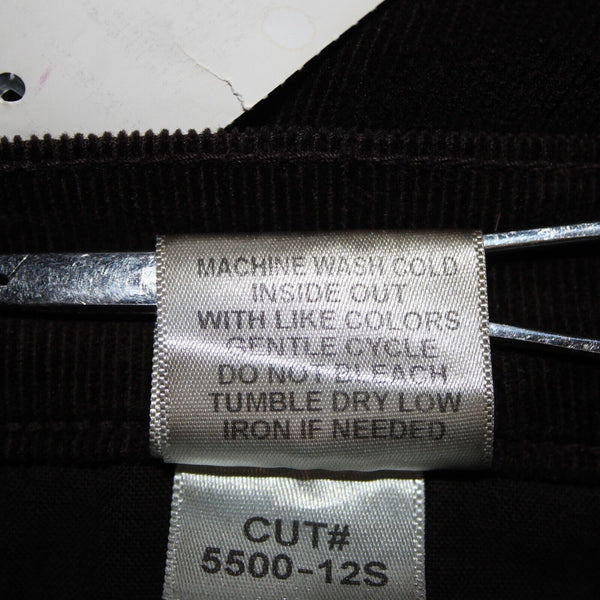 MACHINE WASH COLD
INSIDE OUT
WITH LIKE COLORS
GENTLE CYCLE
DO NOT BLEACH
TUMBLE DRY LOW
IRON IF NEEDED
CUT#
5500-12S